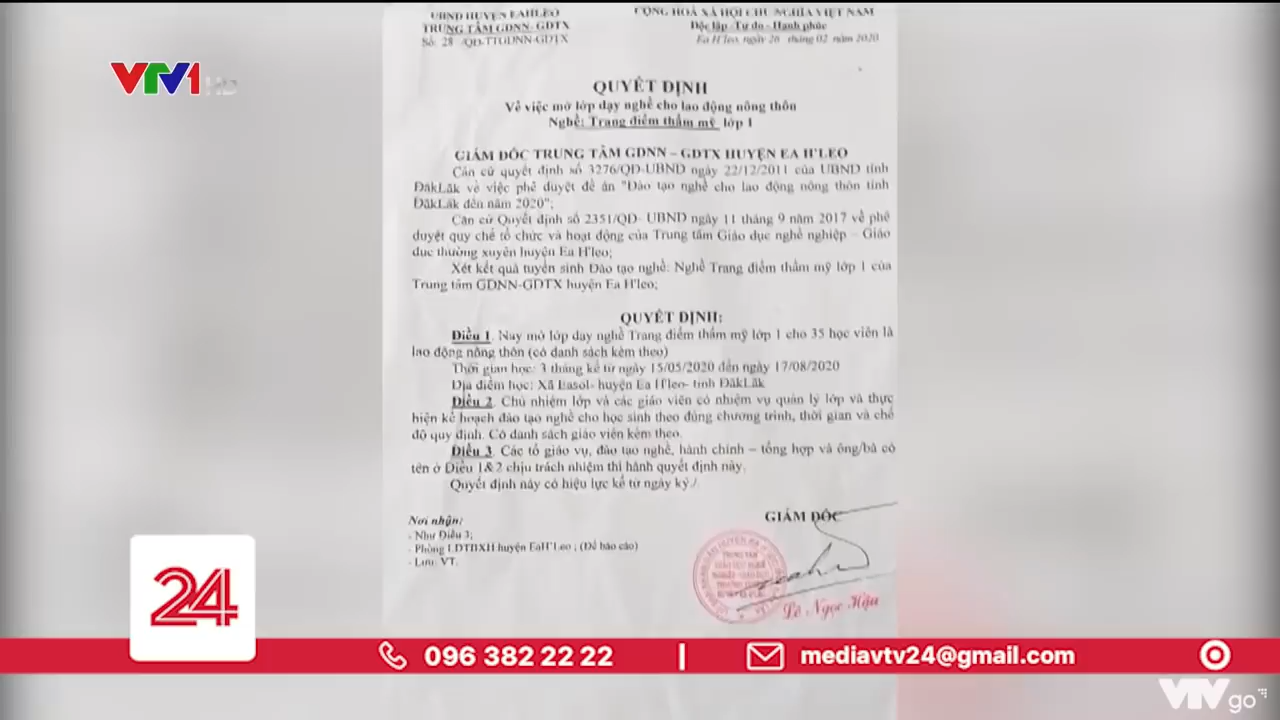 VTV1 HD
UBND HUYỆN EAHLEO
TRUNG TÂM GDNN- GDTX
Số: 28 /QĐ-TTGDNN-GDTX
CỘNG HOÀ XÃ HỘI CHỦ NGHĨA VIỆT NAM
Độc lập - Tự do - Hạnh phúc
Ea H'leo, ngày 26 tháng 02 năm 2020
QUYẾT ĐỊNH
Về việc mở lớp dạy nghề cho lao động nông thôn
Nghề: Trang điểm thẩm mỹ lớp 1
GIÁM ĐỐC TRUNG TÂM GDNN – GDTX HUYỆN EA H'LEO
Căn cứ quyết định số 3276/QĐ-UBND ngày 22/12/2011 của UBND tỉnh
ĐăkLăk về việc phê duyệt đề án "Đào tạo nghề cho lao động nông thôn tỉnh
ĐăkLăk đến năm 2020";
Căn cứ Quyết định số 2351/QĐ- UBND ngày 11 tháng 9 năm 2017 về phê
duyệt quy chế tổ chức và hoạt động của Trung tâm Giáo dục nghề nghiệp – Giáo
dục thường xuyên huyện Ea H'leo;
Xét kết quả tuyển sinh Đào tạo nghề: Nghề Trang điểm thẩm mỹ lớp 1 của
Trung tâm GDNN-GDTX huyện Ea H'leo;
QUYẾT ĐỊNH:
Điều 1. Nay mở lớp dạy nghề Trang điểm thẩm mỹ lớp 1 cho 35 học viên là
lao động nông thôn (có danh sách kèm theo)
Thời gian học: 3 tháng kể từ ngày 15/05/2020 đến ngày 17/08/2020
Địa điểm học: Xã Easol- huyện Ea H'leo- tỉnh ĐăkLăk
Điều 2. Chủ nhiệm lớp và các giáo viên có nhiệm vụ quản lý lớp và thực
hiện kế hoạch đào tạo nghề cho học sinh theo đúng chương trình, thời gian và chế
độ quy định. Có danh sách giáo viên kèm theo.
Điều 3. Các tổ giáo vụ, đào tạo nghề, hành chính – tổng hợp và ông/bà có
tên ở Điều 1&2 chịu trách nhiệm thi hành quyết định này.
Quyết định này có hiệu lực kể từ ngày ký./.
Nơi nhận:
- Như Điều 3;
- Phòng LĐTBXH huyện EaH'Leo ; (Để báo cáo)
- Lưu: VT.
GIÁM ĐỐC
Lê Ngọc Hậu
24
096 382 22 22 | mediavtv24@gmail.com
VTV go